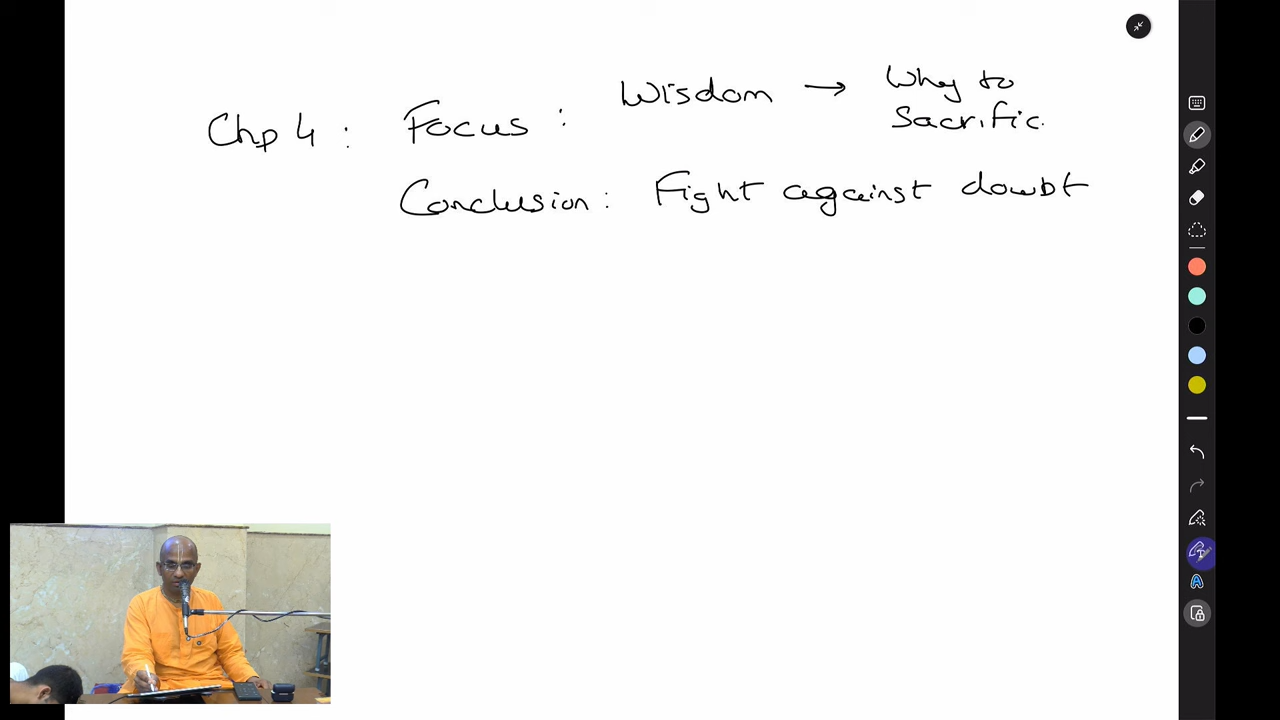 Chp 4 : Focus : Wisdom → Why to
Sacrific.
Conclusion : Fight against doubt